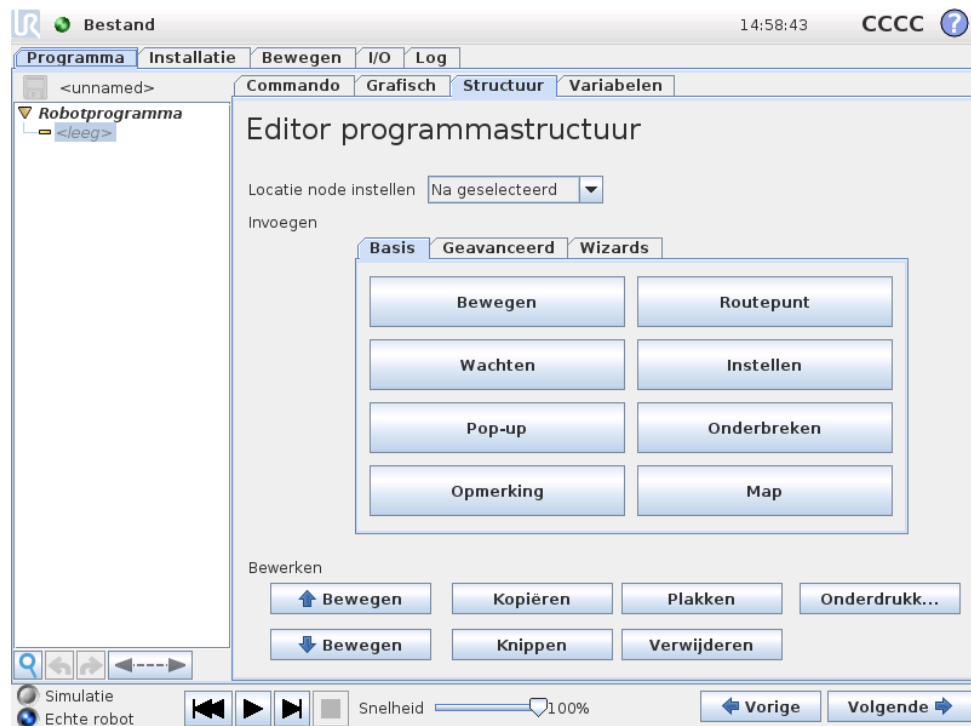 UR Bestand 14:58:43 CCCC ?
Programma Installatie Bewegen I/O Log
<unnamed>
Robotprogramma
<leeg>
Commando Grafisch Structuur Variabelen
Editor programmastructuur
Locatie node instellen Na geselecteerd
Invoegen
Basis Geavanceerd Wizards
Bewegen Routepunt
Wachten Instellen
Pop-up Onderbreken
Opmerking Map
Bewerken
Bewegen Kopiëren Plakken Onderdrukk...
Bewegen Knippen Verwijderen
Simulatie
Echte robot
Snelheid 100%
Vorige Volgende